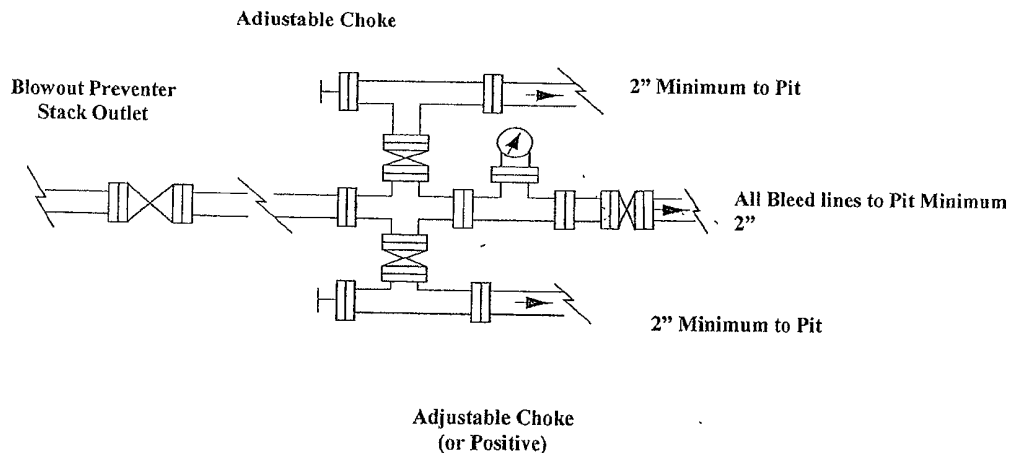 Adjustable Choke
Blowout Preventer
Stack Outlet
2” Minimum to Pit
All Bleed lines to Pit Minimum
2”
2” Minimum to Pit
Adjustable Choke
(or Positive)